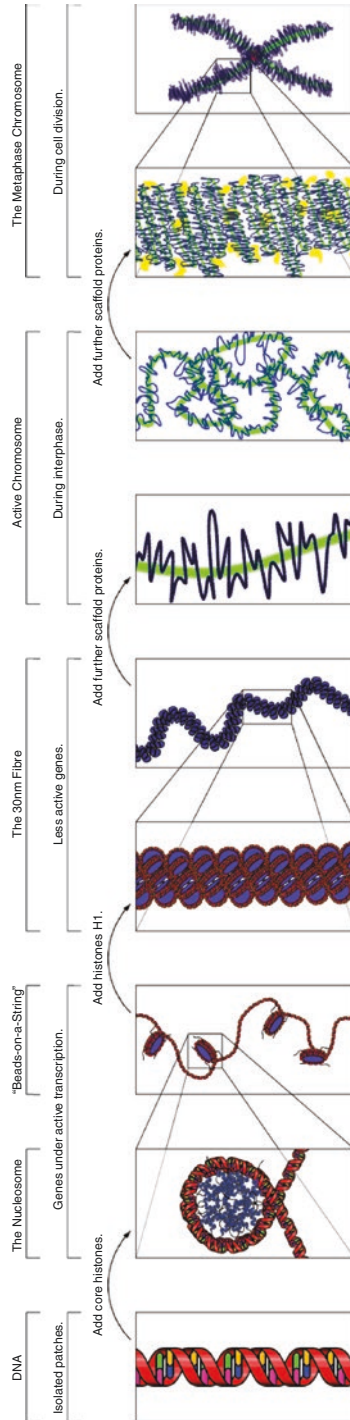 DNA
The Nucleosome
"Beads-on-a-String"
The 30nm Fibre
Active Chromosome
The Metaphase Chromosome
Isolated patches.
Genes under active transcription.
Less active genes.
During interphase.
During cell division.
Add core histones.
Add histones H1.
Add further scaffold proteins.
Add further scaffold proteins.